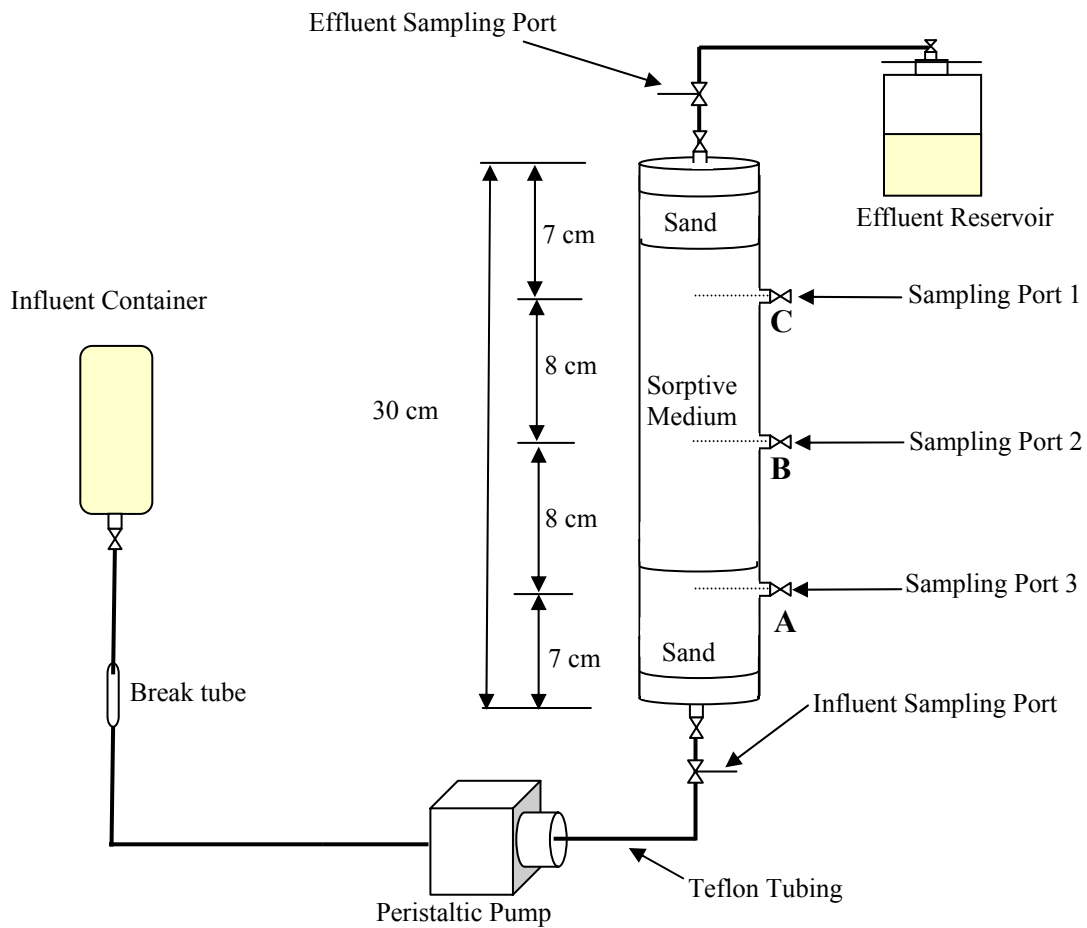 Effluent Sampling Port
Effluent Reservoir
Sand
7 cm
Influent Container
Sampling Port 1
C
8 cm
Sorptive
Medium
30 cm
Sampling Port 2
B
8 cm
Sampling Port 3
A
Sand
7 cm
Break tube
Influent Sampling Port
Teflon Tubing
Peristaltic Pump